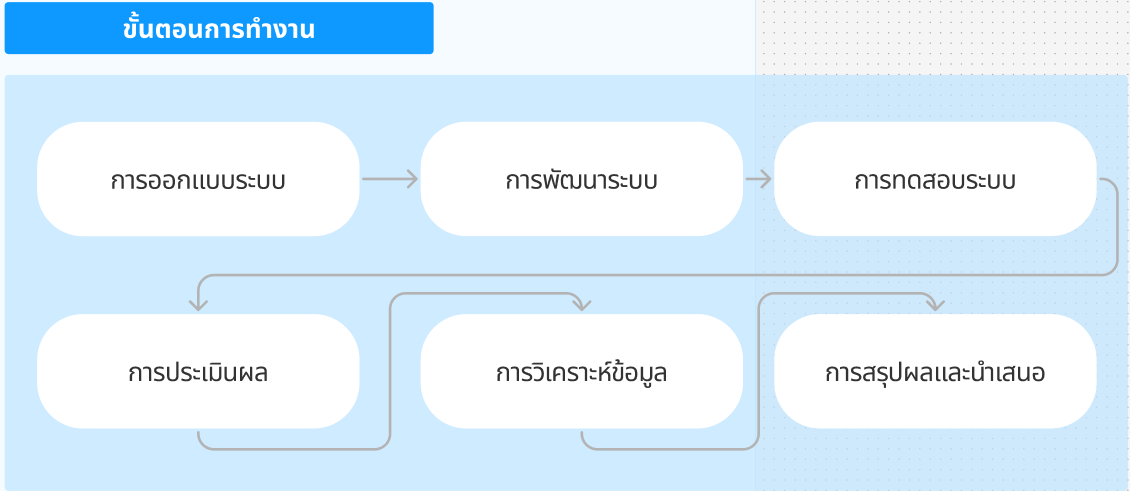 ขั้นตอนการทำงาน
การออกแบบระบบ
การพัฒนาระบบ
การทดสอบระบบ
การประเมินผล
การวิเคราะห์ข้อมูล
การสรุปผลและนำเสนอ